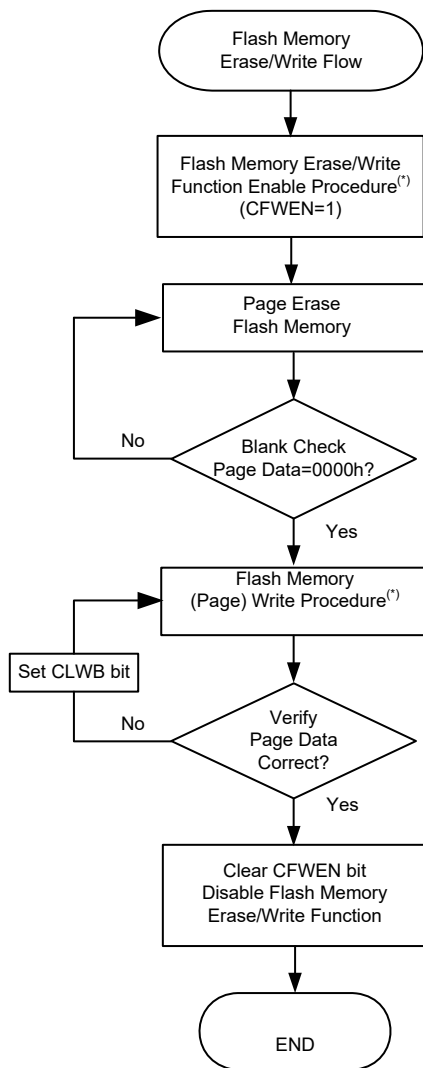 Flash Memory
Erase/Write Flow
Flash Memory Erase/Write
Function Enable Procedure(*)
(CFWEN=1)
Page Erase
Flash Memory
Blank Check
Page Data=0000h?
No
Yes
Flash Memory
(Page) Write Procedure(*)
Set CLWB bit
Verify
Page Data
Correct?
No
Yes
Clear CFWEN bit
Disable Flash Memory
Erase/Write Function
END